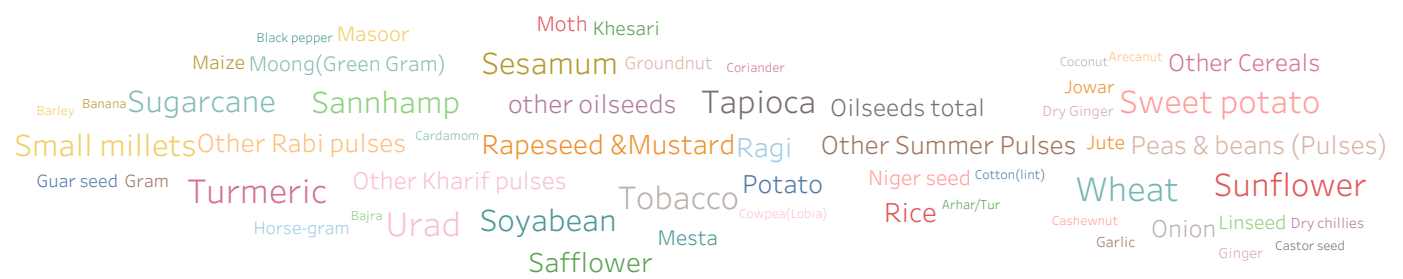 Moth Khesari
Black pepper Masoor
Maize Moong(Green Gram) Sesamum Groundnut Coriander Coconut Arecanut Other Cereals
Jowar
Barley Banana Sugarcane Sannhamp other oilseeds Tapioca Oilseeds total Dry Ginger Sweet potato
Small millets Other Rabi pulses Cardamom Rapeseed &Mustard Ragi Other Summer Pulses Jute Peas & beans (Pulses)
Guar seed Gram Turmeric Other Kharif pulses Tobacco Potato Niger seed Cotton(lint) Wheat Sunflower
Horse-gram Bajra Urad Soyabean Cowpea(Lobia) Rice Arhar/Tur Cashewnut Onion Linseed Dry chillies
Mesta Garlic Ginger Castor seed
Safflower